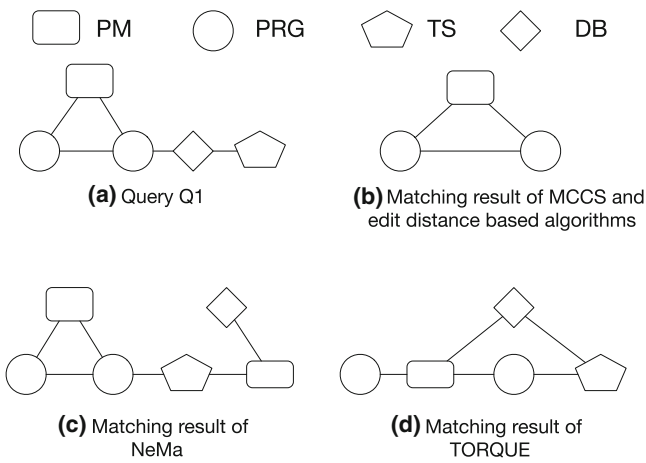 PM PRG TS DB
(a) Query Q1
(b) Matching result of MCCS and
edit distance based algorithms
(c) Matching result of
NeMa
(d) Matching result of
TORQUE